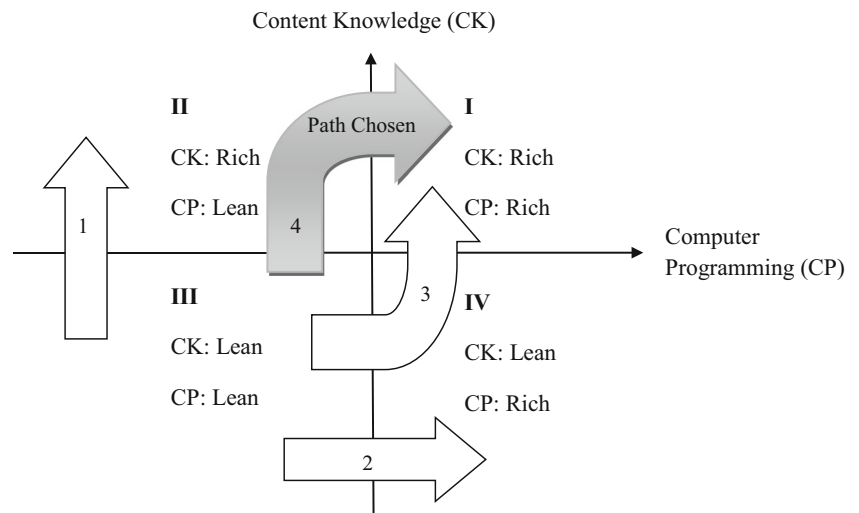 Content Knowledge (CK)
II
I
Path Chosen
CK: Rich
CK: Rich
CP: Lean
CP: Rich
1
4
Computer
Programming (CP)
III
3
IV
CK: Lean
CK: Lean
CP: Lean
CP: Rich
2